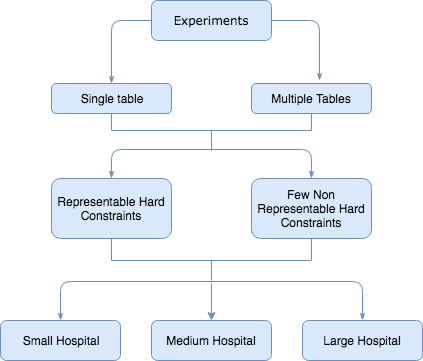 Experiments
Single table
Multiple Tables
Representable Hard
Constraints
Few Non
Representable Hard
Constraints
Small Hospital
Medium Hospital
Large Hospital